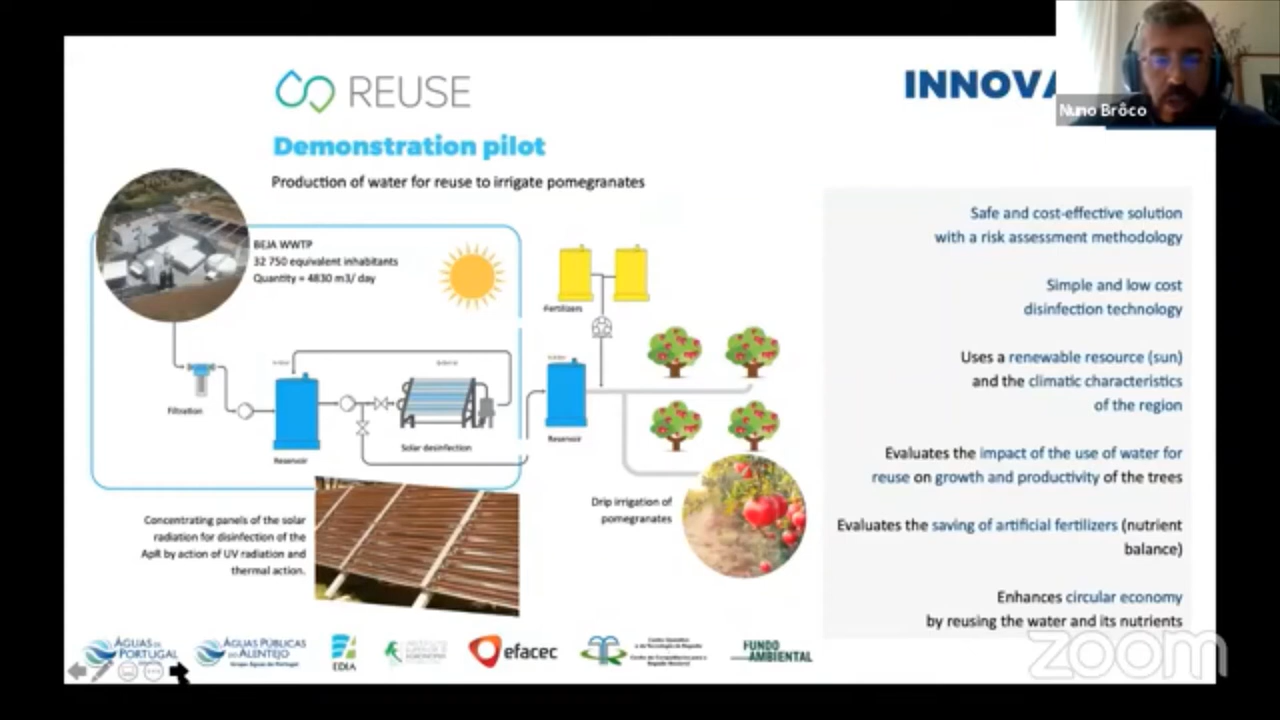 REUSE
INNOVA
Nuno Brôco
Demonstration pilot
Production of water for reuse to irrigate pomegranates
BEJA WWTP
32 750 equivalent inhabitants
Quantity = 4830 m3/ day
Fertilizers
Filtration
Reservoir
Solar desinfection
Reservoir
Concentrating panels of the solar
radiation for disinfection of the
ApR by action of UV radiation and
thermal action.
Drip irrigation of
pomegranates
Safe and cost-effective solution
with a risk assessment methodology
Simple and low cost
disinfection technology
Uses a renewable resource (sun)
and the climatic characteristics
of the region
Evaluates the impact of the use of water for
reuse on growth and productivity of the trees
Evaluates the saving of artificial fertilizers (nutrient
balance)
Enhances circular economy
by reusing the water and its nutrients
ÁGUAS DE
PORTUGAL
ÁGUAS PÚBLICAS
DO ALENTEJO
Grupo Águas de Portugal
EDIA
efacec
FUNDO
AMBIENTAL
zoom